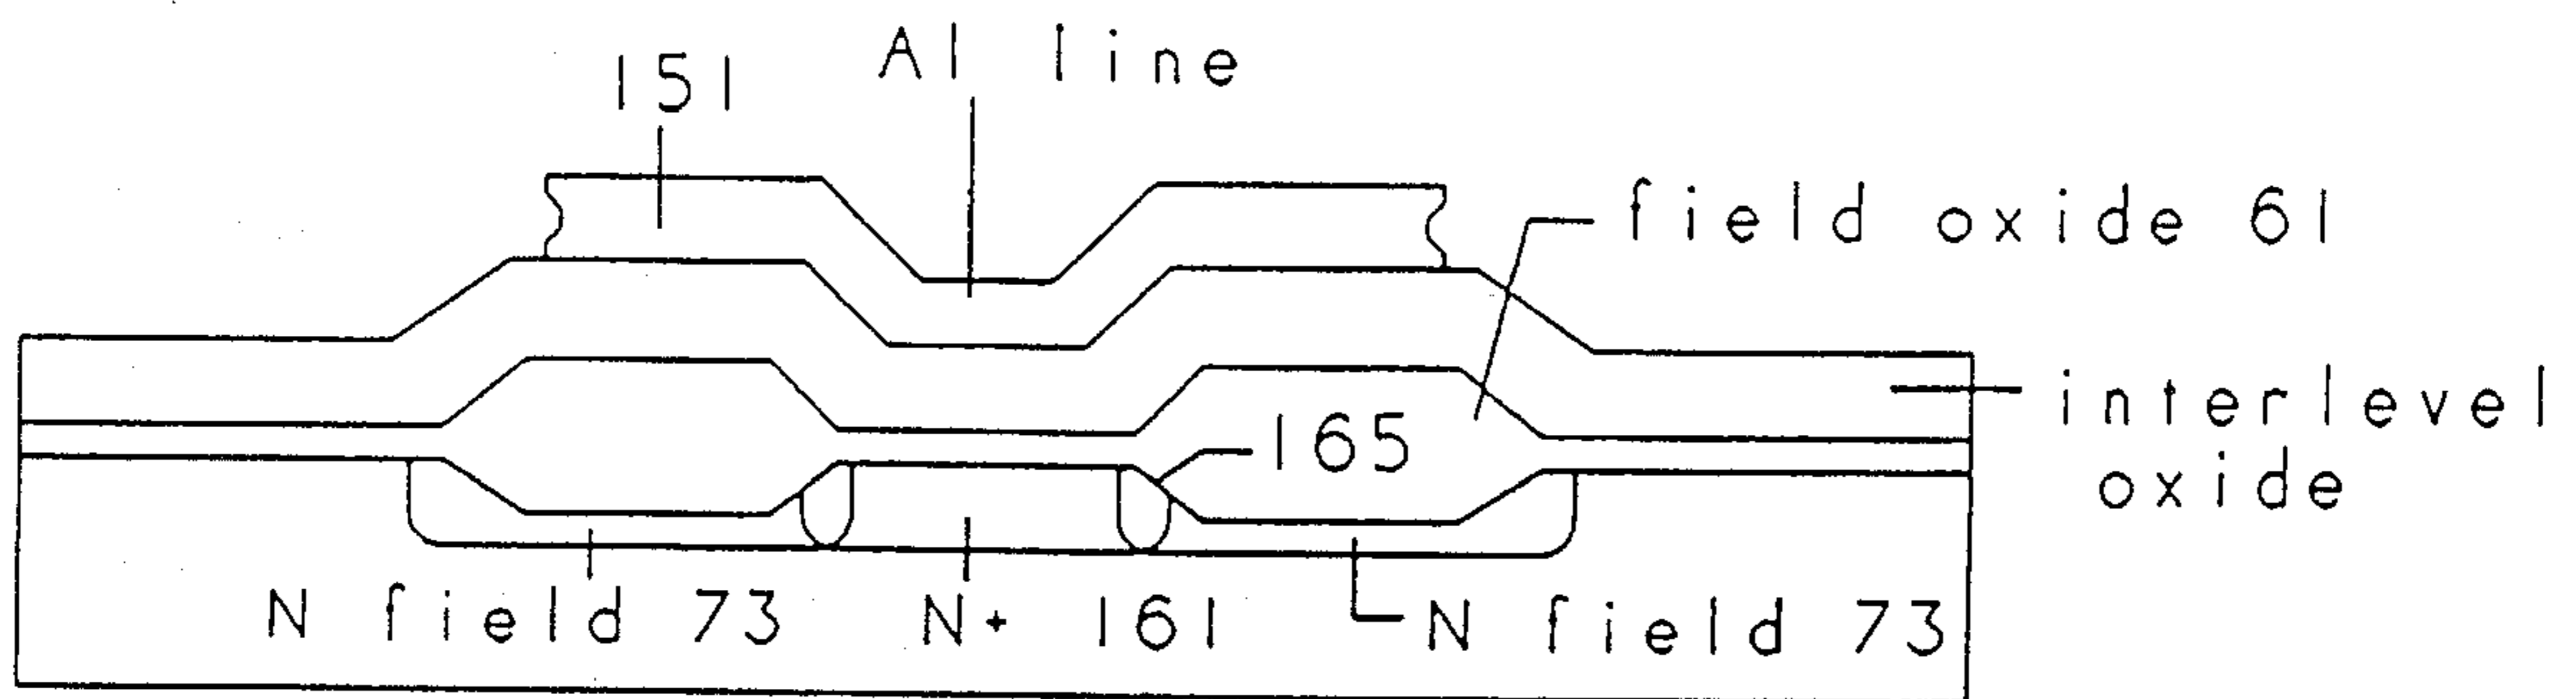 151
Al line
field oxide 61
interlevel
oxide
165
N field 73
N+ 161
N field 73